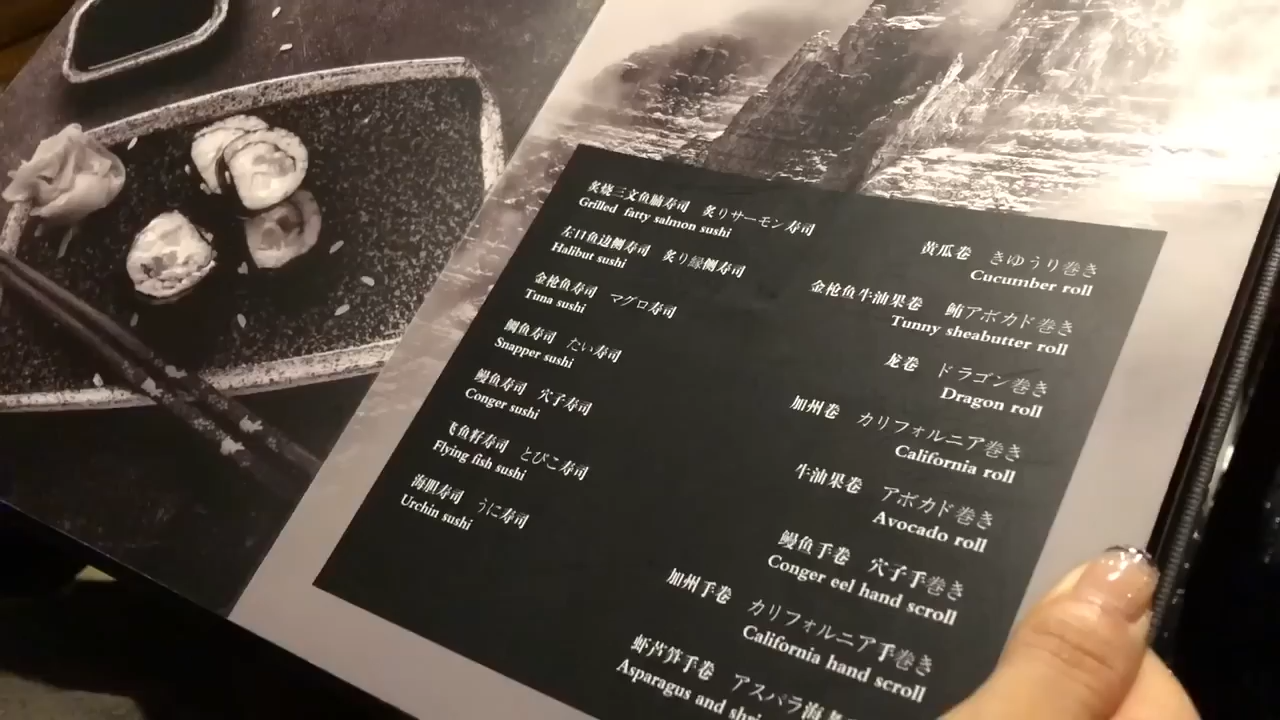 炙烧三文鱼腩寿司 炙りサーモン寿司
Grilled fatty salmon sushi
左口鱼边侧寿司 炙り縁側寿司
Halibut sushi
金枪鱼寿司 マグロ寿司
Tuna sushi
鲷鱼寿司 たい寿司
Snapper sushi
鳗鱼寿司 穴子寿司
Conger sushi
飞鱼籽寿司 とびこ寿司
Flying fish sushi
海胆寿司 うに寿司
Urchin sushi
黄瓜卷 きゆうり巻き
Cucumber roll
金枪鱼牛油果卷 鮪アボカド巻き
Tunny sheabutter roll
龙卷 ドラゴン巻き
Dragon roll
加州卷 カリフォルニア巻き
California roll
牛油果卷 アボカド巻き
Avocado roll
鳗鱼手卷 穴子手巻き
Conger eel hand scroll
加州手卷 カリフォルニア手巻き
California hand scroll
虾芦笋手卷 アスパラ海
Asparagus and